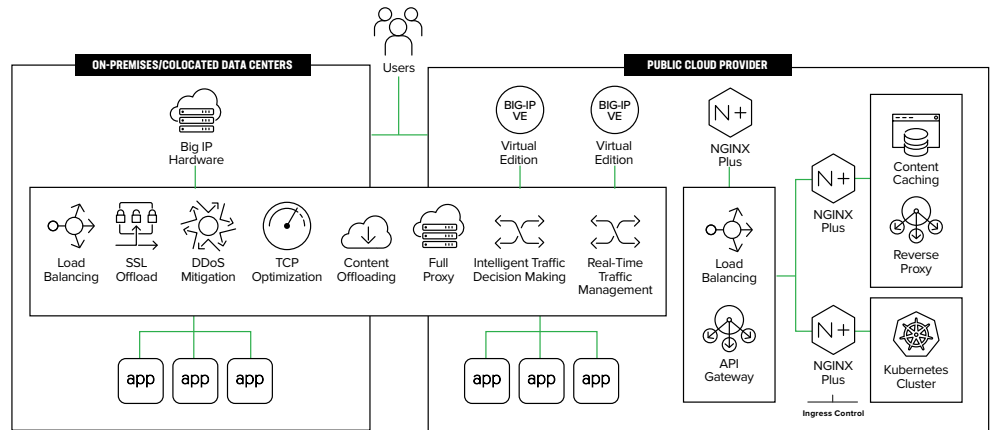 Users
ON-PREMISES/COLOCATED DATA CENTERS
PUBLIC CLOUD PROVIDER
Big IP
Hardware
BIG-IP
VE
Virtual
Edition
BIG-IP
VE
Virtual
Edition
N+
NGINX
Plus
Load
Balancing
SSL
Offload
DDoS
Mitigation
TCP
Optimization
Content
Offloading
Full
Proxy
Intelligent Traffic
Decision Making
Real-Time
Traffic
Management
app
app
app
app
app
app
Load
Balancing
API
Gateway
N+
NGINX
Plus
N+
NGINX
Plus
Ingress Control
Content
Caching
Reverse
Proxy
Kubernetes
Cluster